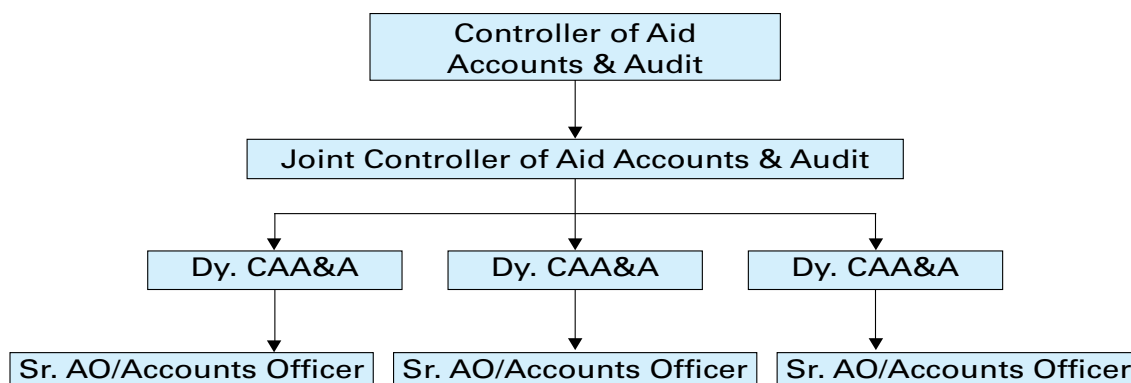 Controller of Aid
Accounts & Audit
Joint Controller of Aid Accounts & Audit
Dy. CAA&A
Dy. CAA&A
Dy. CAA&A
Sr. AO/Accounts Officer
Sr. AO/Accounts Officer
Sr. AO/Accounts Officer